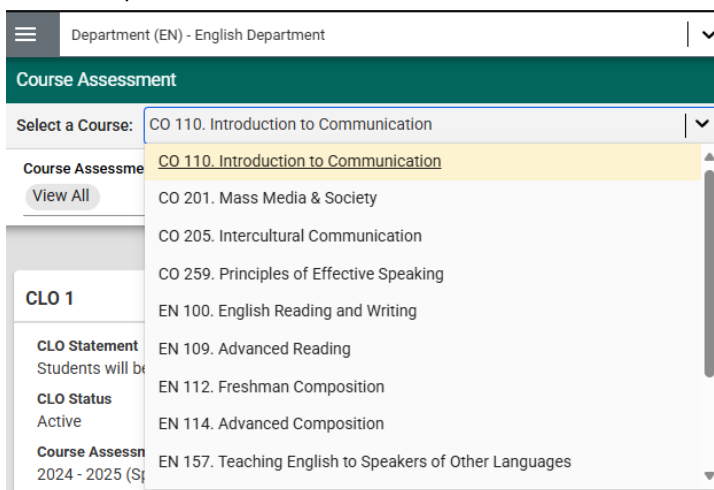 Department (EN) - English Department
Course Assessment
Select a Course: CO 110. Introduction to Communication
CO 110. Introduction to Communication
Course Assessme
View All
CO 201. Mass Media & Society
CO 205. Intercultural Communication
CO 259. Principles of Effective Speaking
CLO 1
EN 100. English Reading and Writing
CLO Statement
EN 109. Advanced Reading
Students will be
CLO Status
EN 112. Freshman Composition
Active
EN 114. Advanced Composition
Course Assessm
EN 157. Teaching English to Speakers of Other Languages
2024 - 2025 (Sp